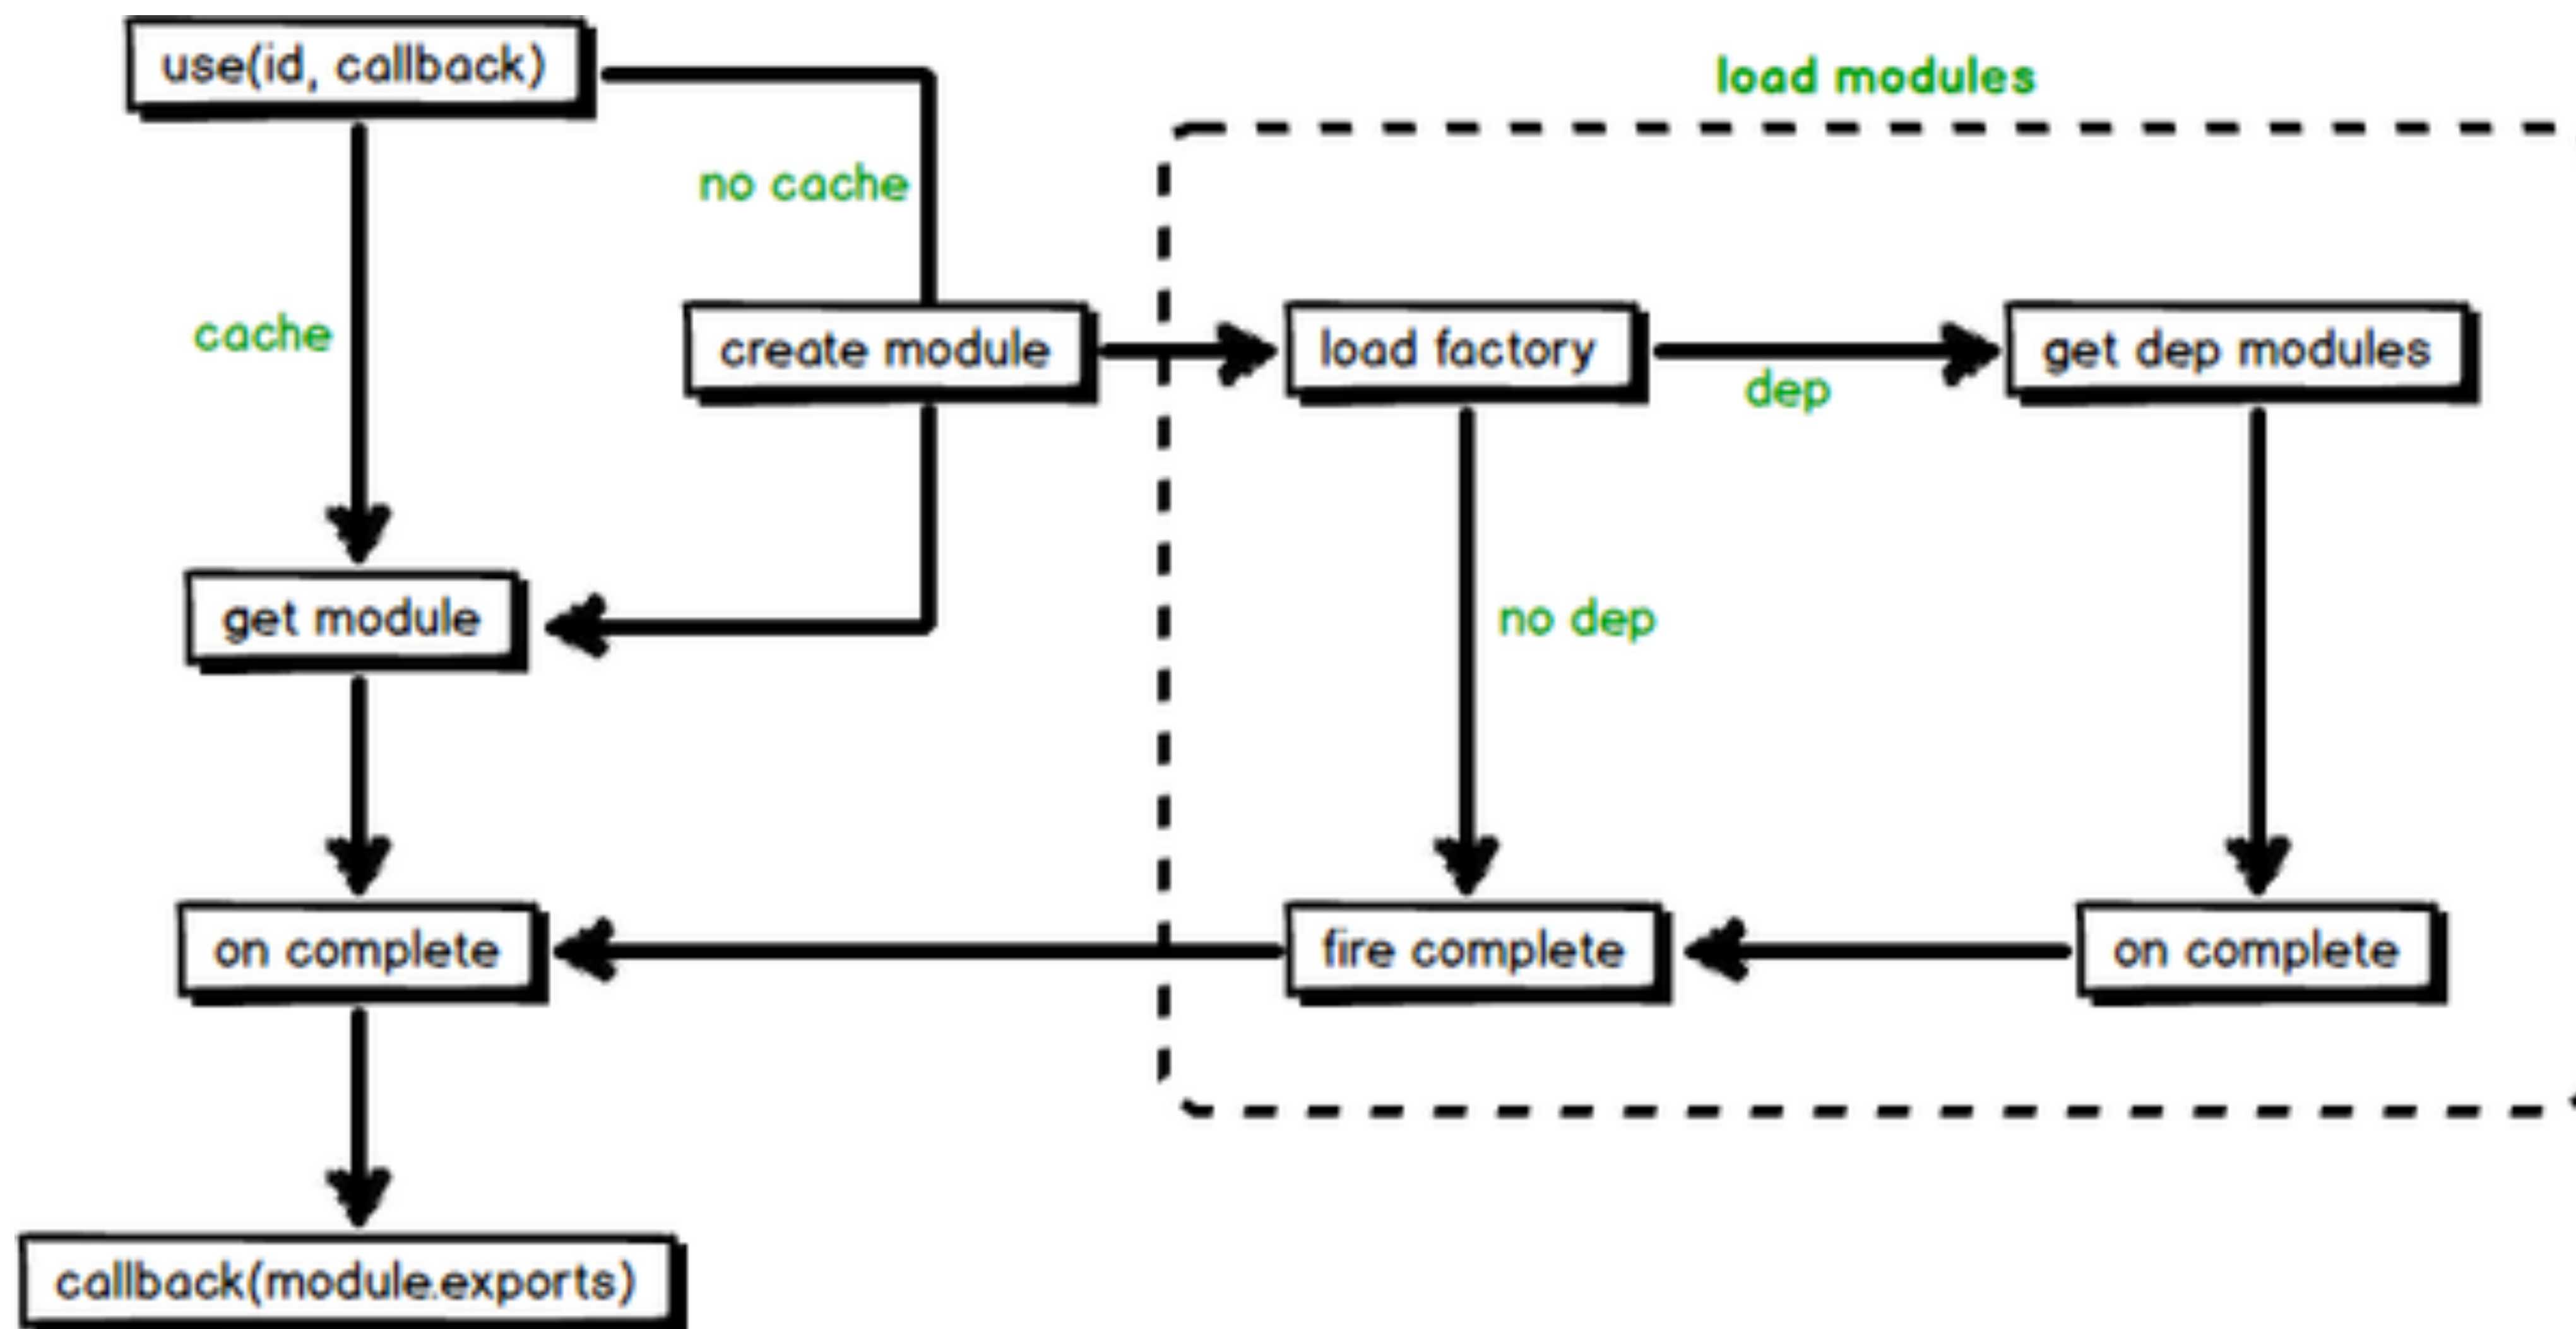 use(id, callback)
load modules
no cache
cache
create module
load factory
get dep modules
dep
get module
no dep
on complete
fire complete
on complete
callback(module.exports)